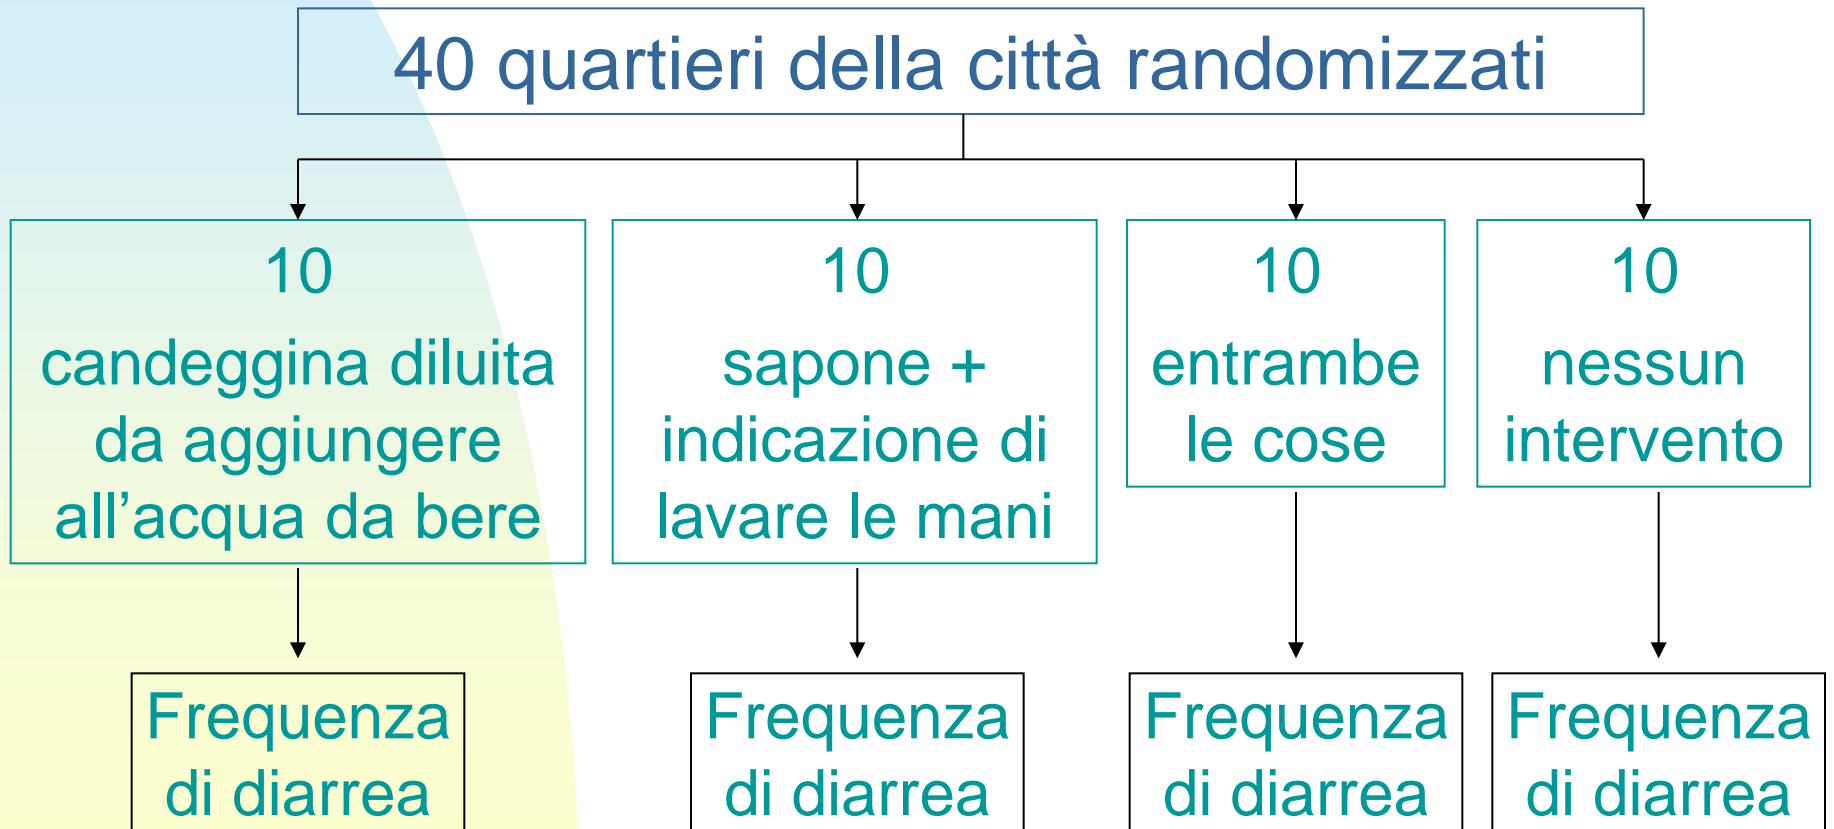 40 quartieri della città randomizzati
10
candeggina diluita
da aggiungere
all’acqua da bere
10
sapone +
indicazione di
lavare le mani
10
entrambe
le cose
10
nessun
intervento
Frequenza
di diarrea
Frequenza
di diarrea
Frequenza
di diarrea
Frequenza
di diarrea